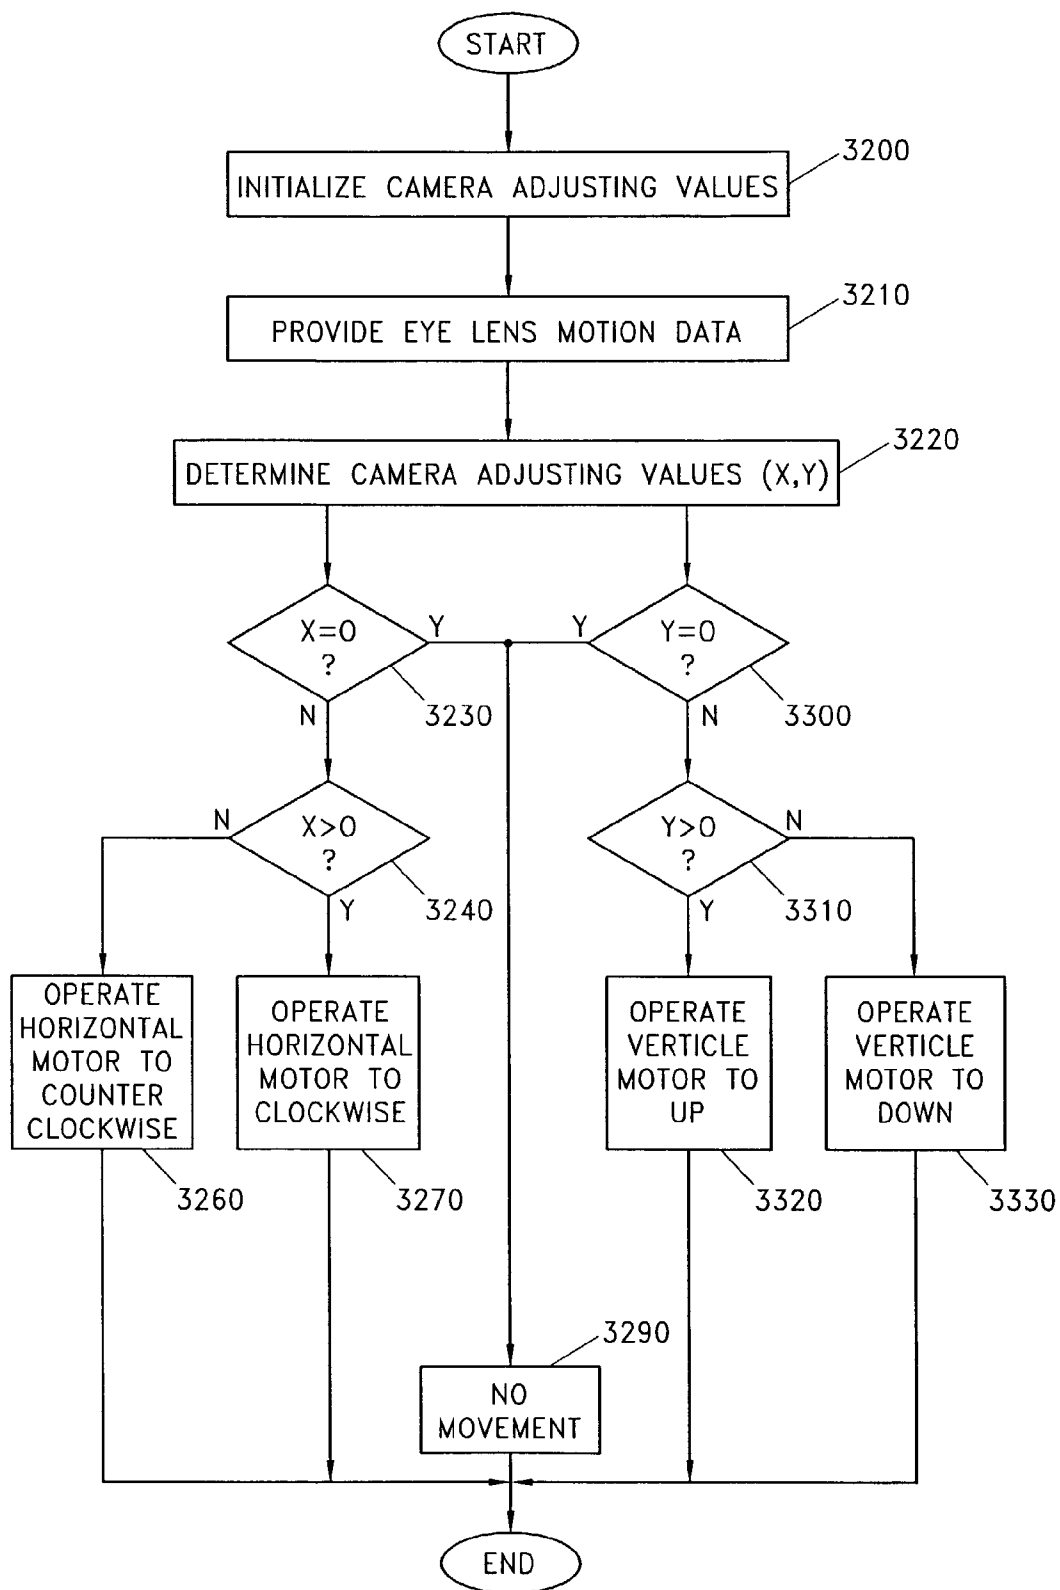 START
3200
INITIALIZE CAMERA ADJUSTING VALUES
3210
PROVIDE EYE LENS MOTION DATA
3220
DETERMINE CAMERA ADJUSTING VALUES (X,Y)
X=0
?
Y
3230
N
Y
Y=0
?
3300
N
N
X>0
?
3240
Y
Y>0
?
N
3310
Y
OPERATE
HORIZONTAL
MOTOR TO
COUNTER
CLOCKWISE
3260
OPERATE
HORIZONTAL
MOTOR TO
CLOCKWISE
3270
OPERATE
VERTICLE
MOTOR TO
UP
3320
OPERATE
VERTICLE
MOTOR TO
DOWN
3330
3290
NO
MOVEMENT
END